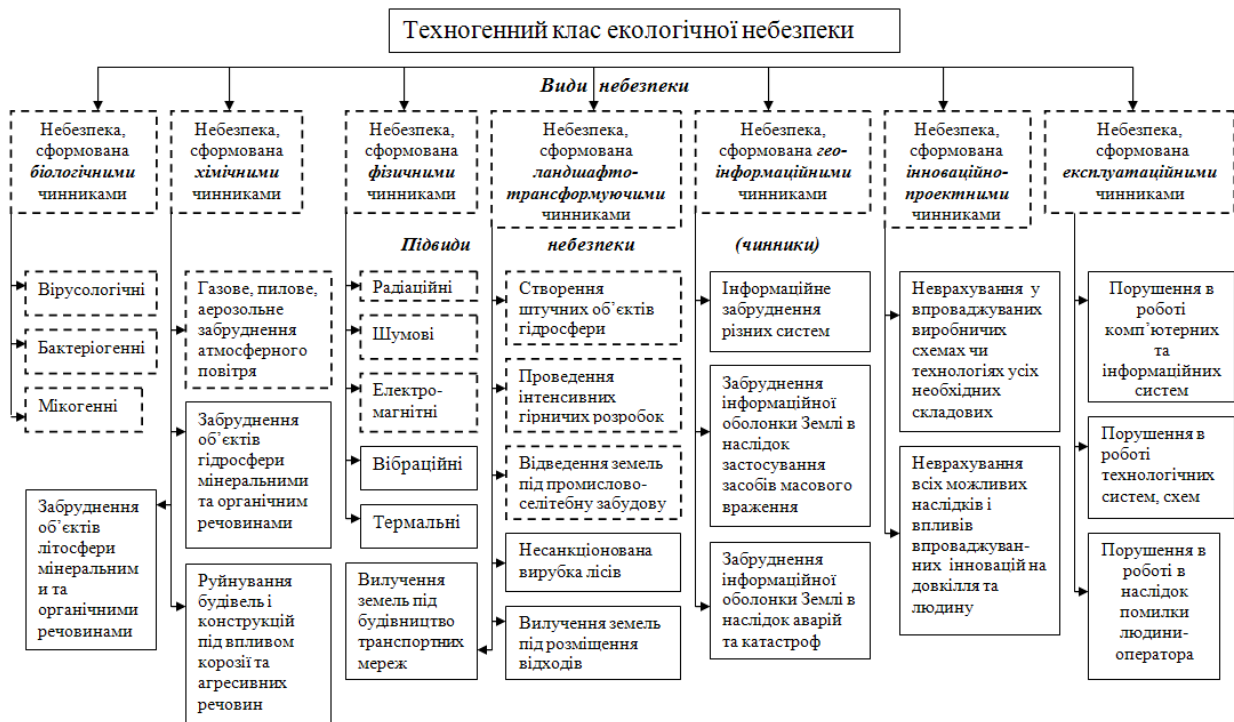 Техногенний клас екологічної небезпеки
Види небезпеки
Небезпека,
сформована
біологічними
чинниками
Небезпека,
сформована
хімічними
чинниками
Небезпека,
сформована
фізичними
чинниками
Небезпека,
сформована
ландшафто-
трансформуючими
чинниками
Небезпека,
сформована гео-
інформаційними
чинниками
Небезпека,
сформована
інноваційно-
проектними
чинниками
Небезпека,
сформована
експлуатаційними
чинниками
Підвиди небезпеки (чинники)
Вірусологічні
Бактеріогенні
Мікогенні
Газове, пилове,
аерозольне
забруднення
атмосферного
повітря
Забруднення
об’єктів
гідросфери
мінеральними
та органічним
речовинами
Забруднення
об’єктів
літосфери
мінеральним
и та
органічними
речовинами
Руйнування
будівель і
конструкцій
під впливом
корозії та
агресивних
речовин
Радіаційні
Шумові
Електро-
магнітні
Вібраційні
Термальні
Створення
штучних об’єктів
гідросфери
Проведення
інтенсивних
гірничих розробок
Відведення земель
під промислово-
селітебну забудову
Несанкціонована
вирубка лісів
Вилучення
земель під
будівництво
транспортних
мереж
Вилучення земель
під розміщення
відходів
Інформаційне
забруднення
різних систем
Забруднення
інформаційної
оболонки Землі в
наслідок
застосування
засобів масового
враження
Забруднення
інформаційної
оболонки Землі в
наслідок аварій
та катастроф
Неврахування у
впроваджуваних
виробничих
схемах чи
технологіях усіх
необхідних
складових
Неврахування
всіх можливих
наслідків і
впливів
впроваджуван-
них інновацій на
довкілля та
людину
Порушення в
роботі
комп’ютерних
та
інформаційних
систем
Порушення в
роботі
технологічних
систем, схем
Порушення в
роботі в
наслідок
помилки
людини-
оператора